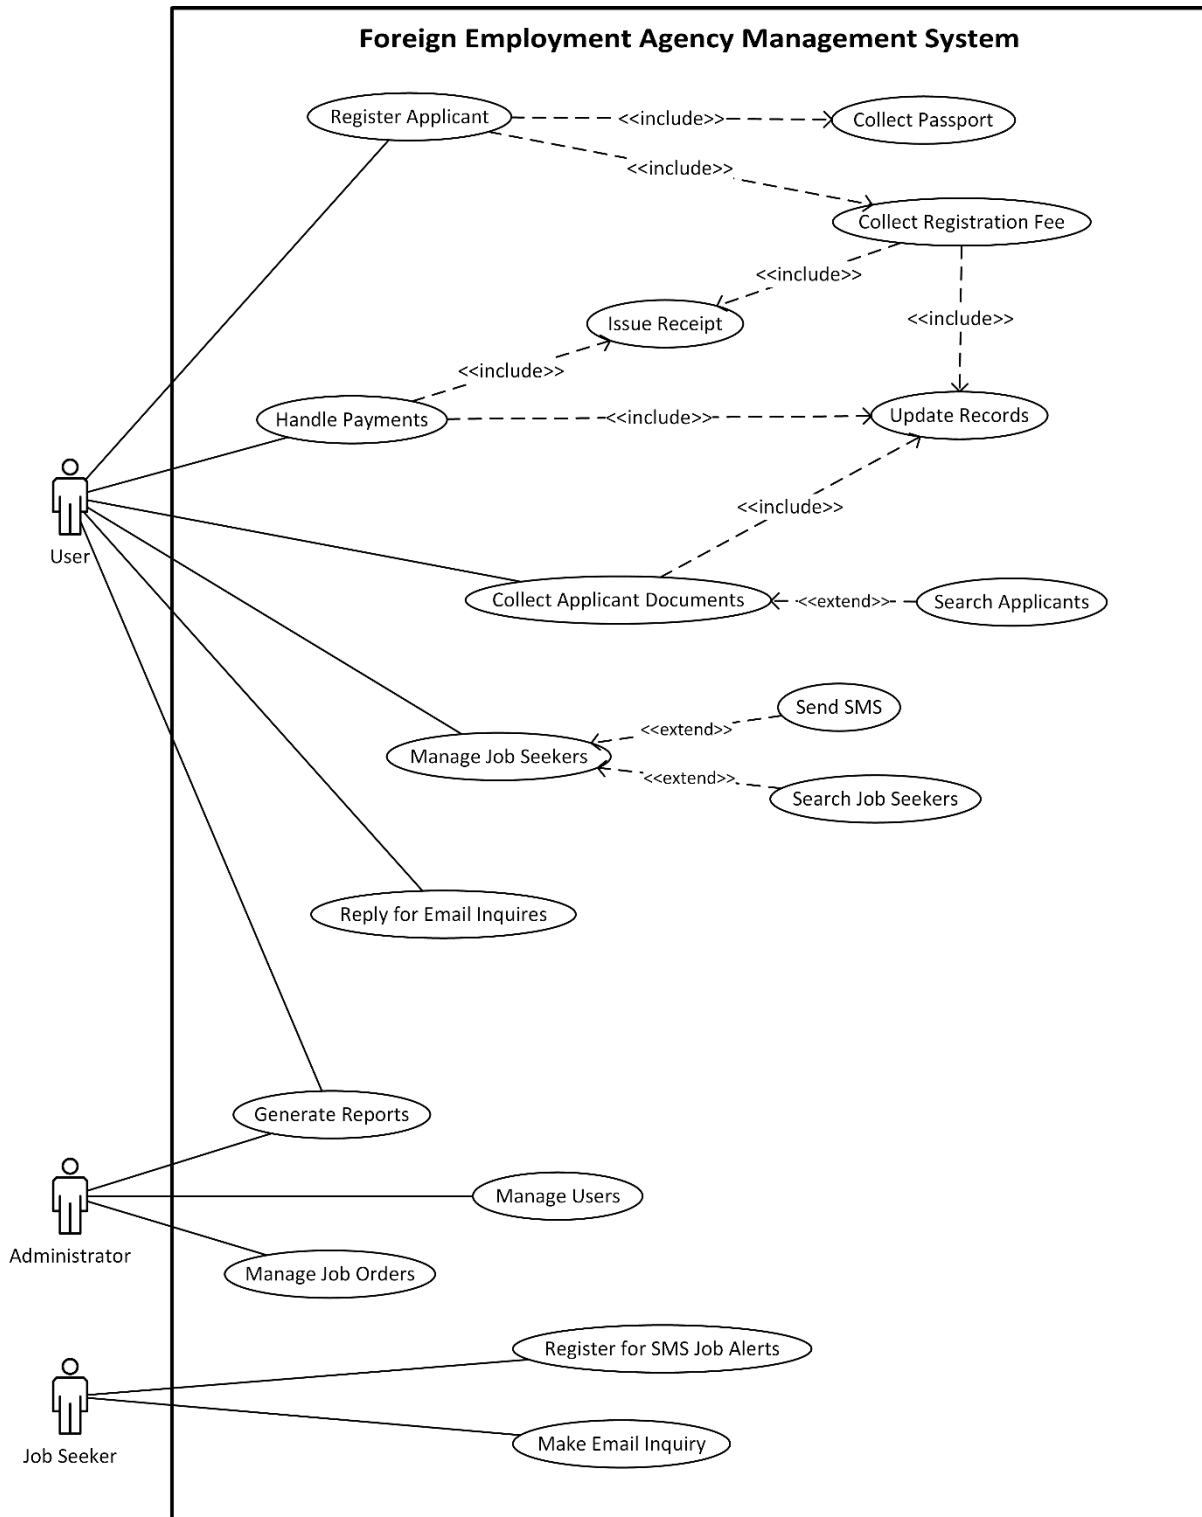 Foreign Employment Agency Management System
Register Applicant
<<include>>
Collect Passport
<<include>>
Collect Registration Fee
<<include>>
Issue Receipt
<<include>>
<<include>>
Handle Payments
<<include>>
Update Records
<<include>>
User
Collect Applicant Documents
<<extend>>
Search Applicants
Send SMS
<<extend>>
Manage Job Seekers
<<extend>>
Search Job Seekers
Reply for Email Inquires
Generate Reports
Manage Users
Administrator
Manage Job Orders
Register for SMS Job Alerts
Job Seeker
Make Email Inquiry